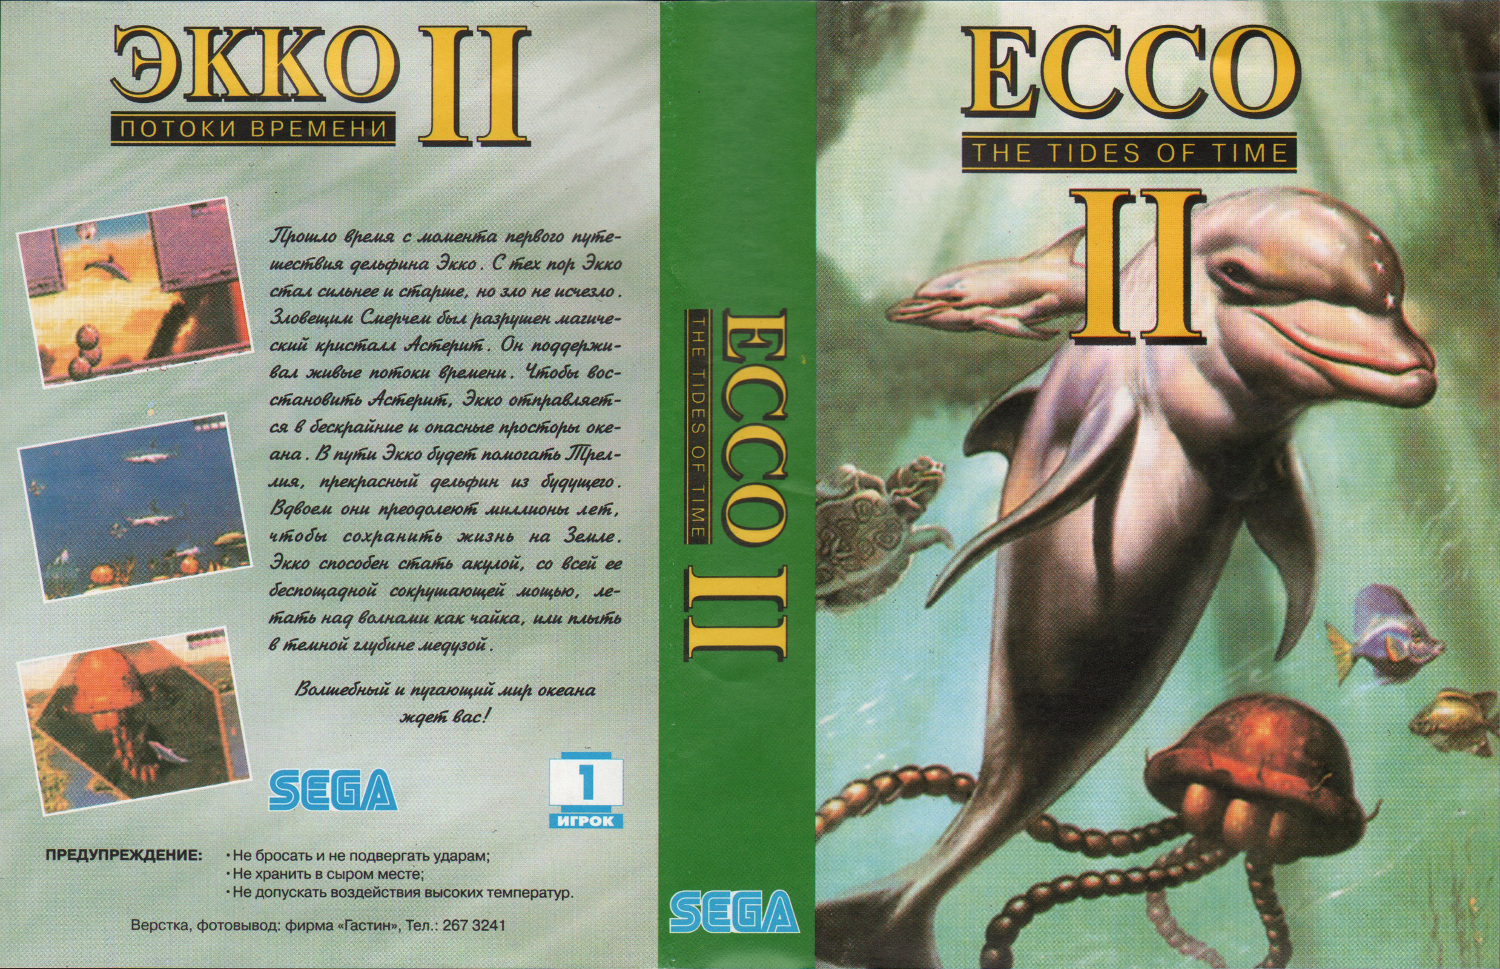 ЭККО II
ПОТОКИ ВРЕМЕНИ
Прошло время с момента первого путе-
шествия дельфина Экко. С тех пор Экко
стал сильнее и старше, но зло не исчезло.
Зловещим Смерчем был разрушен магиче-
ский кристалл Астерит. Он поддержи-
вал живые потоки времени. Чтобы вос-
становить Астерит, Экко отправляет-
ся в бескрайние и опасные просторы оке-
ана. В пути Экко будет помогать Трел-
лия, прекрасный дельфин из будущего.
Вдвоем они преодолеют миллионы лет,
чтобы сохранить жизнь на Земле.
Экко способен стать акулой, со всей ее
беспощадной сокрушающей мощью, ле-
тать над волнами как чайка, или плыть
в темной глубине медузой.
Волшебный и пугающий мир океана
ждет вас!
SEGA
1
ИГРОК
ПРЕДУПРЕЖДЕНИЕ:
· Не бросать и не подвергать ударам;
· Не хранить в сыром месте;
· Не допускать воздействия высоких температур.
Верстка, фотовывод: фирма «Гастин», Тел.: 267 3241
ECCO II
THE TIDES OF TIME
SEGA
ECCO
THE TIDES OF TIME
II